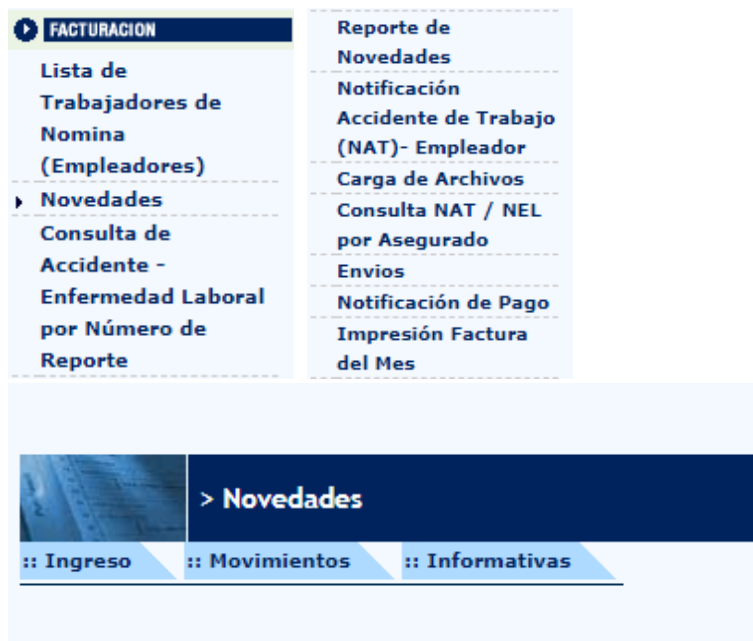 FACTURACION
Lista de
Trabajadores de
Nomina
(Empleadores)
Novedades
Consulta de
Accidente -
Enfermedad Laboral
por Número de
Reporte
Reporte de
Novedades
Notificación
Accidente de Trabajo
(NAT)- Empleador
Carga de Archivos
Consulta NAT / NEL
por Asegurado
Envios
Notificación de Pago
Impresión Factura
del Mes
> Novedades
:: Ingreso :: Movimientos :: Informativas